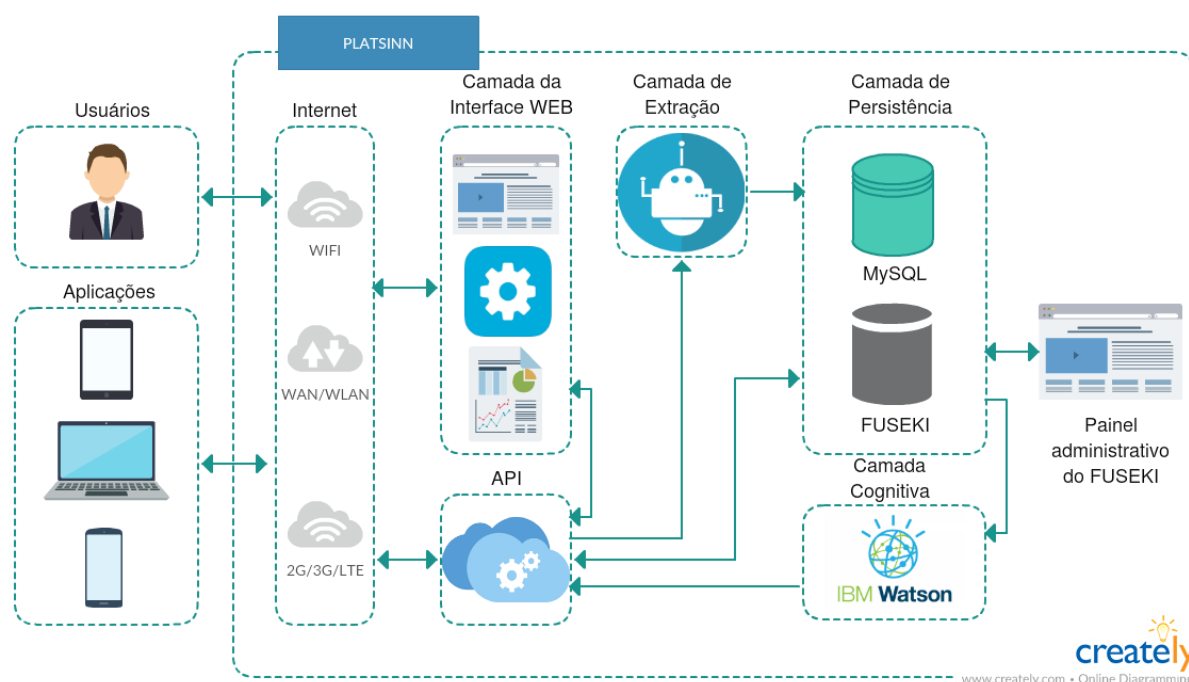 PLATSINN
Usuários
Internet
Camada da
Interface WEB
Camada de
Extração
Camada de
Persistência
WIFI
MySQL
Aplicações
WAN/WLAN
FUSEKI
Painel
administrativo
do FUSEKI
API
Camada
Cognitiva
2G/3G/LTE
IBM Watson
creately
www.creately.com • Online Diagramming